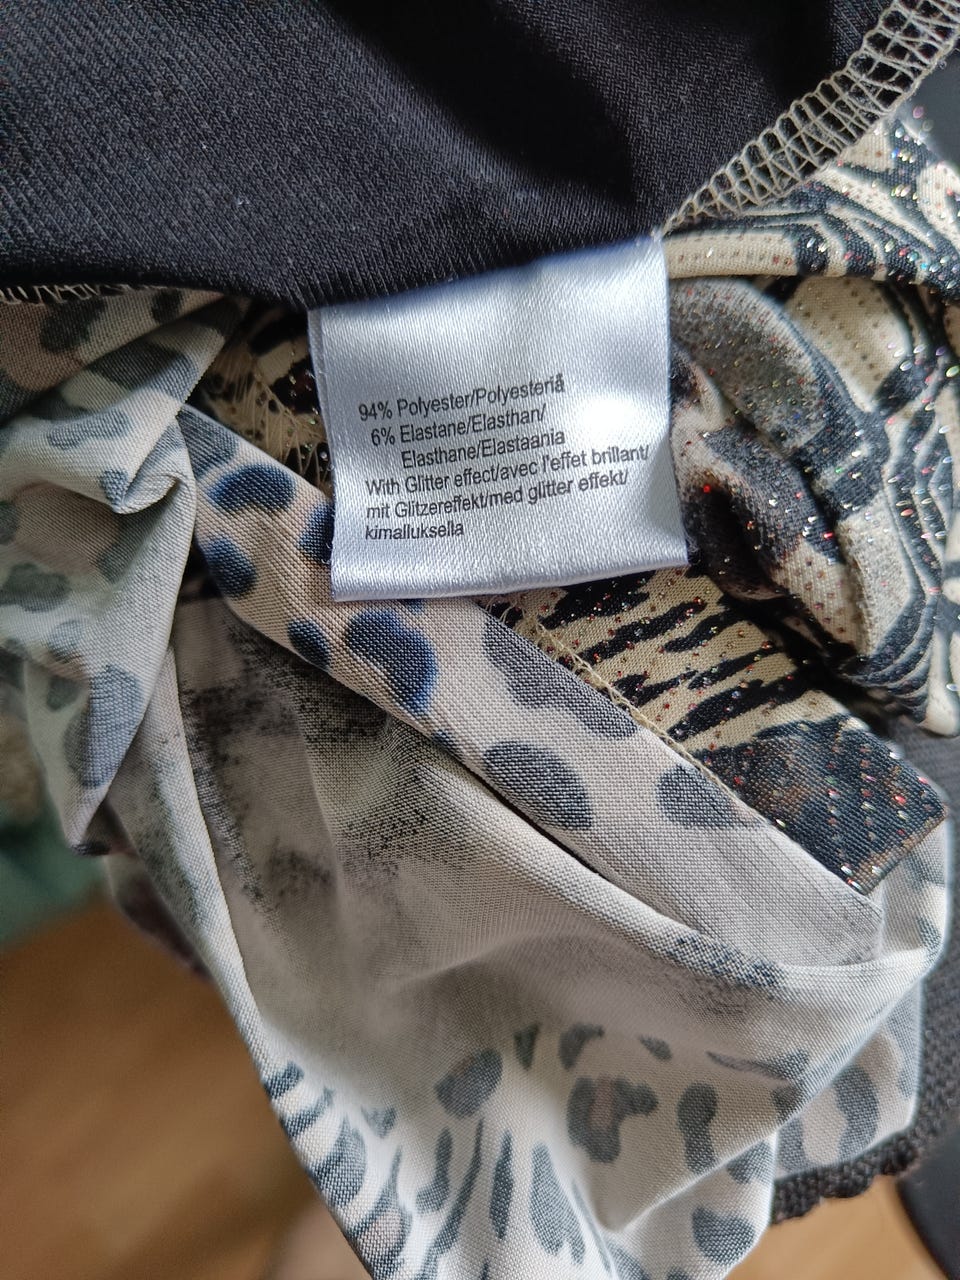 94% Polyester/Polyesteriå
6% Elastane/Elasthan/
Elasthane/Elastaania
With Glitter effect/avec l'effet brillant/
mit Glitzereffekt/med glitter effekt/
kimalluksella